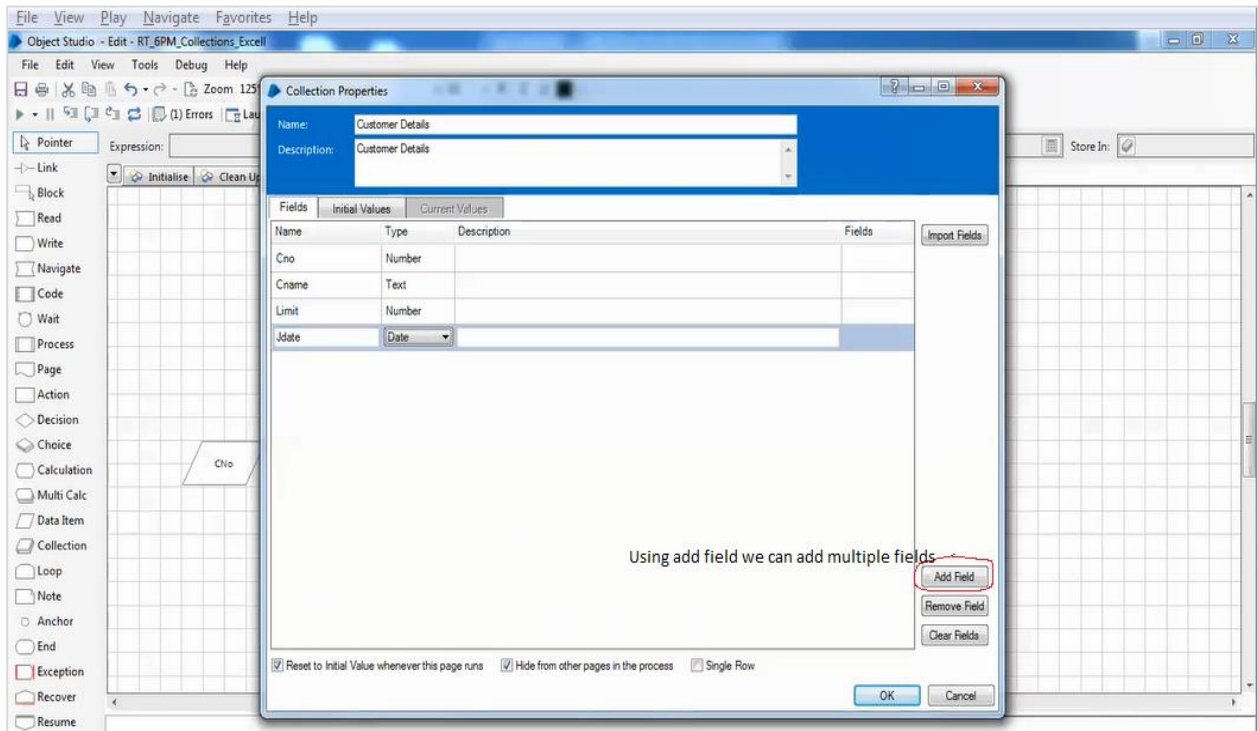 File View Play Navigate Favorites Help
Object Studio - Edit - RT_6PM_Collections_Excell
File Edit View Tools Debug Help
Zoom 125
(1) Errors Lau
Expression:
Store In:
Initialise Clean Up
Pointer
Link
Block
Read
Write
Navigate
Code
Wait
Process
Page
Action
Decision
Choice
Calculation
Multi Calc
Data Item
Collection
Loop
Note
Anchor
End
Exception
Recover
Resume
CNo
Collection Properties
Name: Customer Details
Description: Customer Details
Fields Initial Values Current Values
Name Type Description Fields
Import Fields
Cno Number
Cname Text
Limit Number
Jdate Date
Using add field we can add multiple fields
Add Field
Remove Field
Clear Fields
Reset to Initial Value whenever this page runs Hide from other pages in the process Single Row
OK Cancel